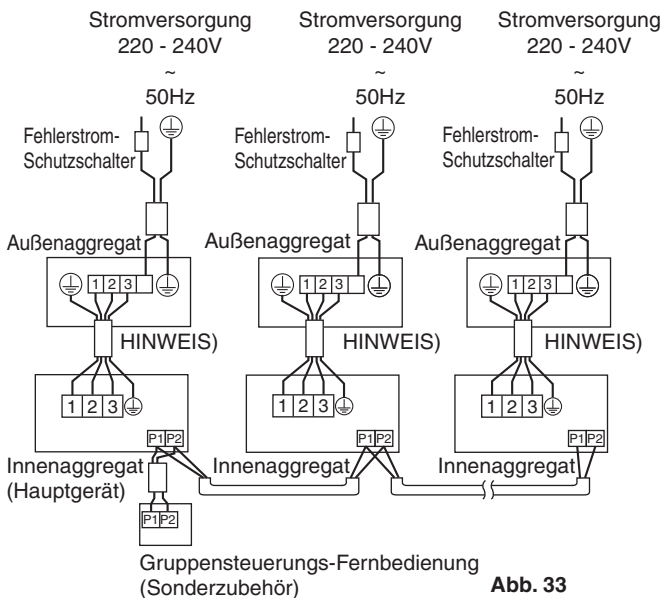 Stromversorgung Stromversorgung Stromversorgung
220 - 240V 220 - 240V 220 - 240V
~ ~ ~
50Hz 50Hz 50Hz
Fehlerstrom- Fehlerstrom- Fehlerstrom-
Schutzschalter Schutzschalter Schutzschalter
Außenaggregat Außenaggregat Außenaggregat
1 2 3 1 2 3 1 2 3
HINWEIS) HINWEIS) HINWEIS)
1 2 3 1 2 3 1 2 3
P1 P2 P1 P2 P1 P2
Innenaggregat Innenaggregat Innenaggregat
(Hauptgerät)
P1 P2
Gruppensteuerungs-Fernbedienung
(Sonderzubehör) Abb. 33